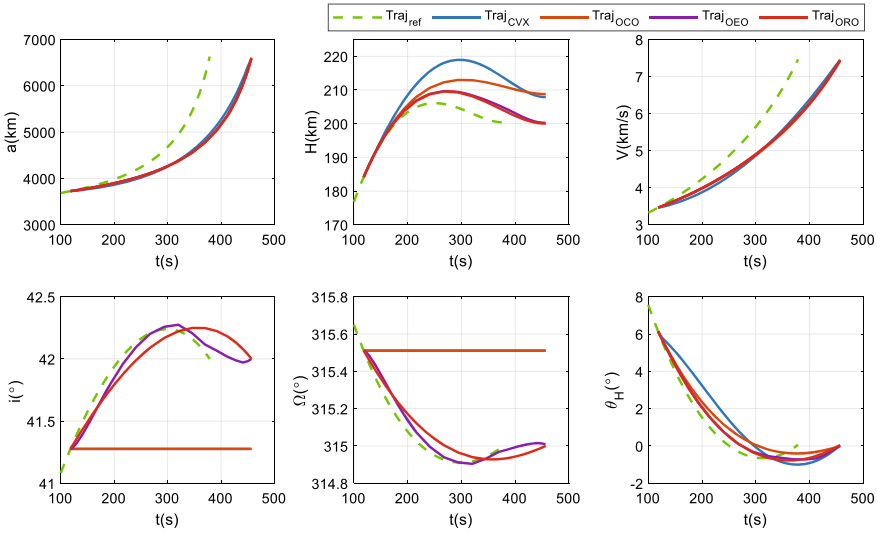 Traj_ref Traj_CVX Traj_OCO Traj_OEO Traj_ORO
7000
6000
5000
4000
3000
a(km)
100 200 300 400 500
t(s)
220
210
200
190
180
170
H(km)
100 200 300 400 500
t(s)
8
7
6
5
4
3
V(km/s)
100 200 300 400 500
t(s)
42.5
42
41.5
41
i(°)
100 200 300 400 500
t(s)
315.8
315.6
315.4
315.2
315
314.8
Ω(°)
100 200 300 400 500
t(s)
8
6
4
2
0
-2
θ_H(°)
100 200 300 400 500
t(s)